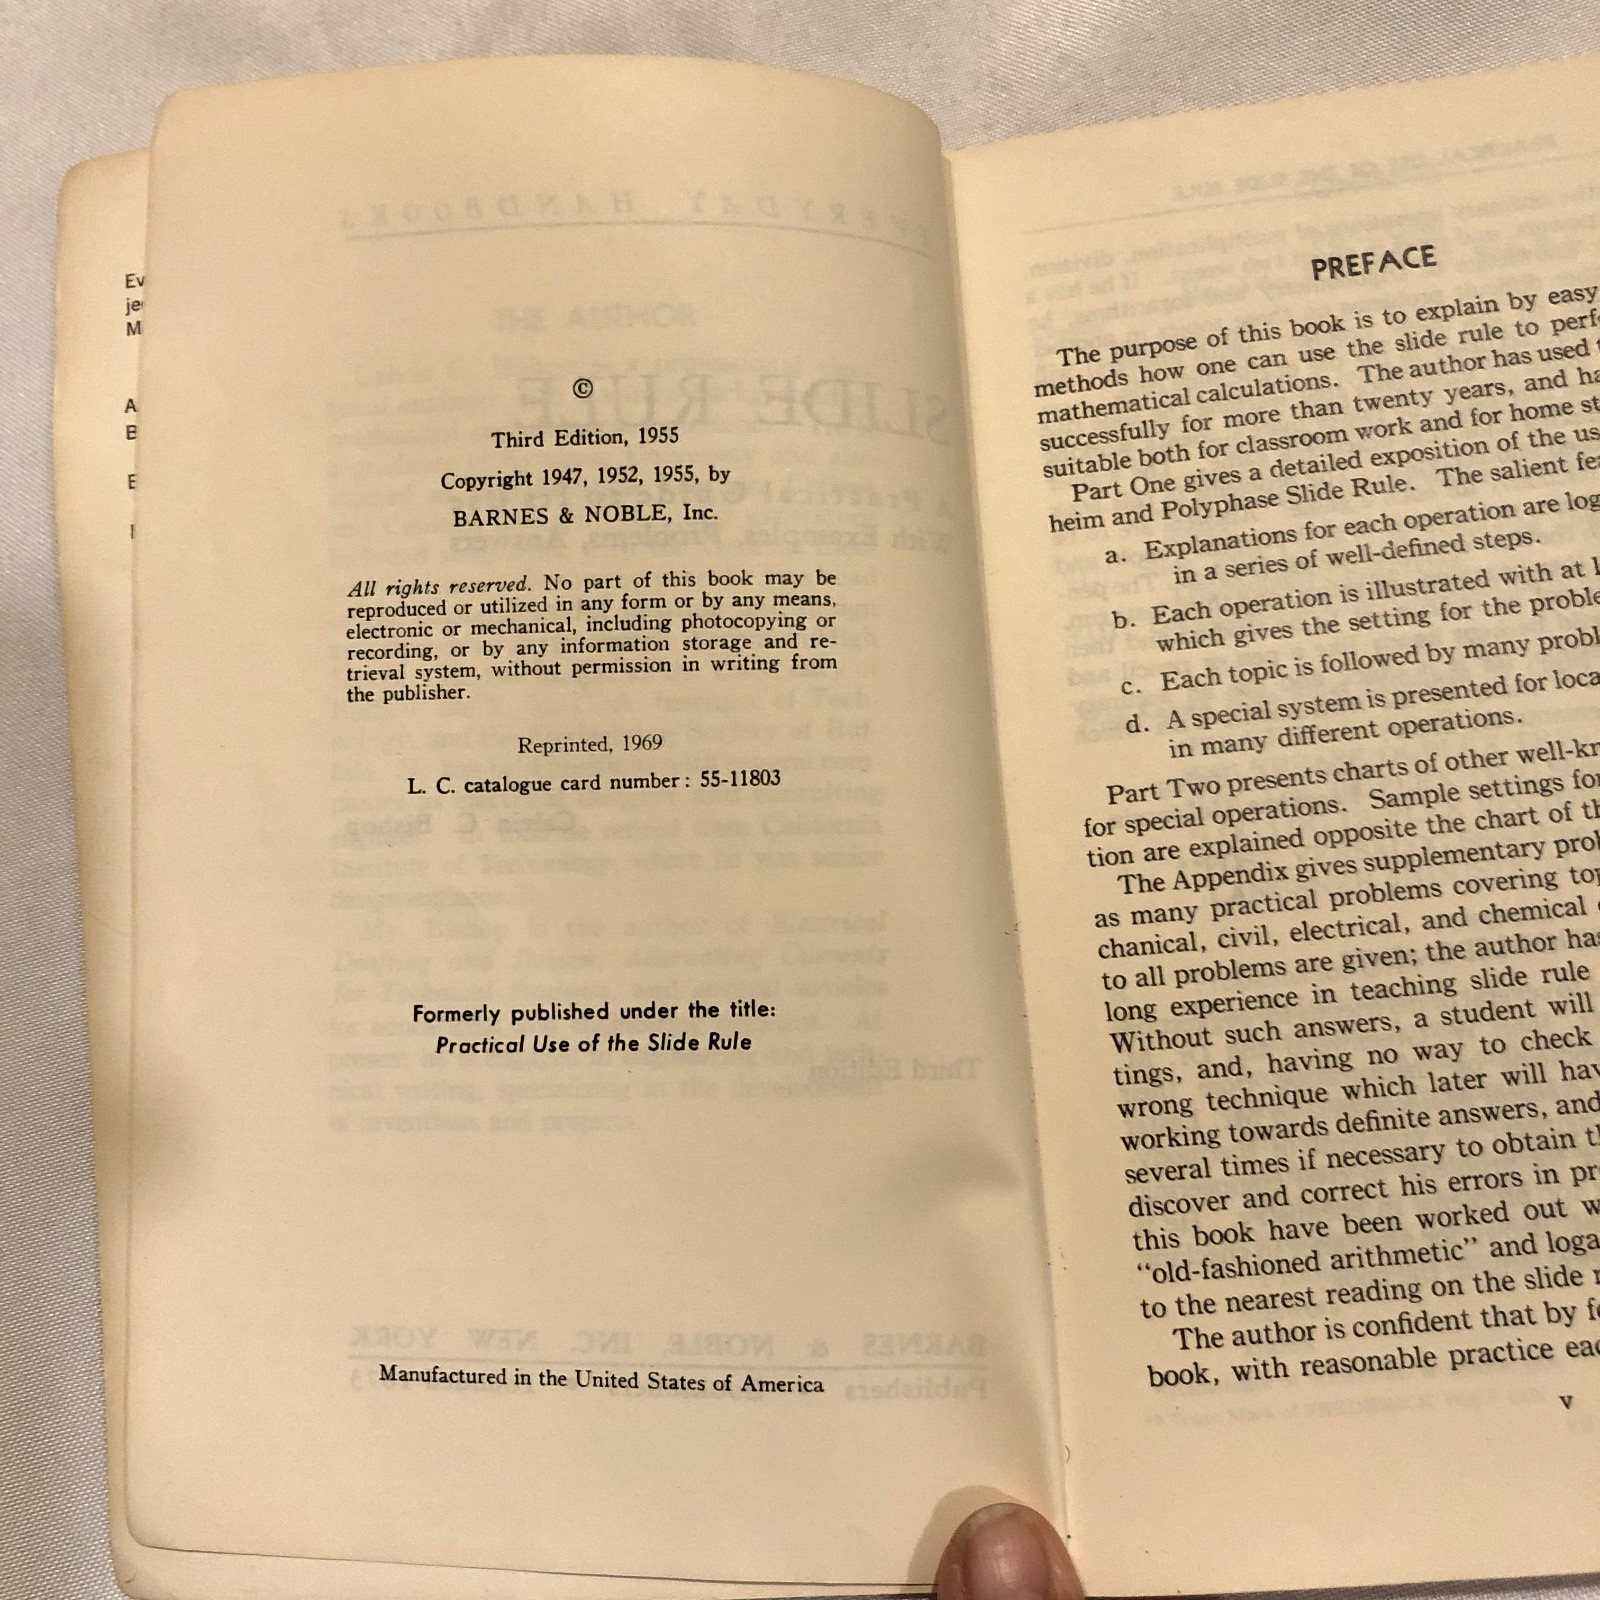 Ev
je
M
A
B
E
©
Third Edition, 1955
Copyright 1947, 1952, 1955, by
BARNES & NOBLE, Inc.
All rights reserved. No part of this book may be
reproduced or utilized in any form or by any means,
electronic or mechanical, including photocopying or
recording, or by any information storage and re-
trieval system, without permission in writing from
the publisher.
Reprinted, 1969
L. C. catalogue card number: 55-11803
Formerly published under the title:
Practical Use of the Slide Rule
Manufactured in the United States of America
PREFACE
The purpose of this book is to explain by easy
methods how one can use the slide rule to perf
mathematical calculations. The author has used
successfully for more than twenty years, and ha
suitable both for classroom work and for home st
Part One gives a detailed exposition of the us
heim and Polyphase Slide Rule. The salient fea
a. Explanations for each operation are log
in a series of well-defined steps.
b. Each operation is illustrated with at l
which gives the setting for the proble
c. Each topic is followed by many probl
d. A special system is presented for loca
in many different operations.
Part Two presents charts of other well-kn
for special operations. Sample settings for
tion are explained opposite the chart of th
The Appendix gives supplementary prob
as many practical problems covering top
chanical, civil, electrical, and chemical
to all problems are given; the author has
long experience in teaching slide rule
Without such answers, a student will
tings, and, having no way to check
wrong technique which later will hav
working towards definite answers, and
several times if necessary to obtain th
discover and correct his errors in pr
this book have been worked out w
“old-fashioned arithmetic” and loga
to the nearest reading on the slide r
The author is confident that by fo
book, with reasonable practice eac
v